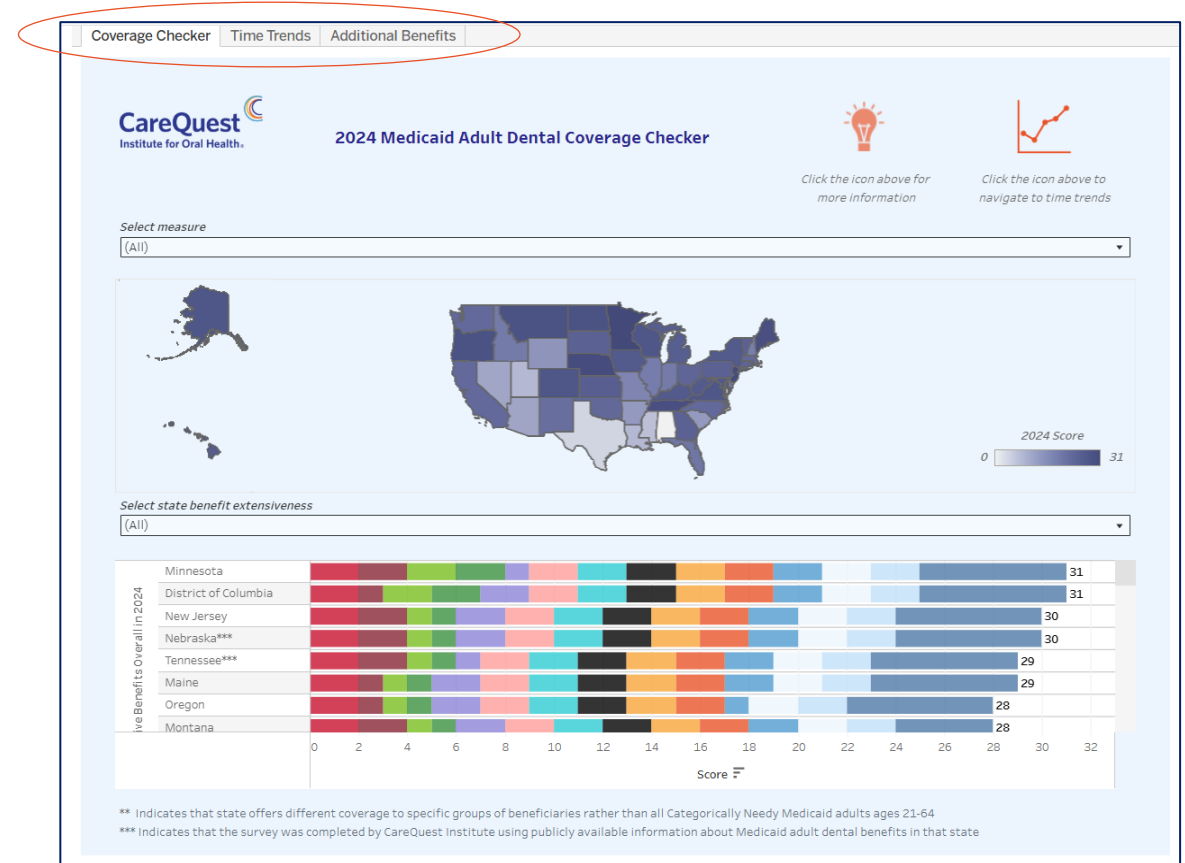 Coverage Checker Time Trends Additional Benefits
CareQuest
Institute for Oral Health.
2024 Medicaid Adult Dental Coverage Checker
Click the icon above for
more information
Click the icon above to
navigate to time trends
Select measure
(All)
2024 Score
0 31
Select state benefit extensiveness
(All)
ive Benefits Overall in 2024
Minnesota 31
District of Columbia 31
New Jersey 30
Nebraska*** 30
Tennessee*** 29
Maine 29
Oregon 28
Montana 28
0 2 4 6 8 10 12 14 16 18 20 22 24 26 28 30 32
Score
** Indicates that state offers different coverage to specific groups of beneficiaries rather than all Categorically Needy Medicaid adults ages 21-64
*** Indicates that the survey was completed by CareQuest Institute using publicly available information about Medicaid adult dental benefits in that state